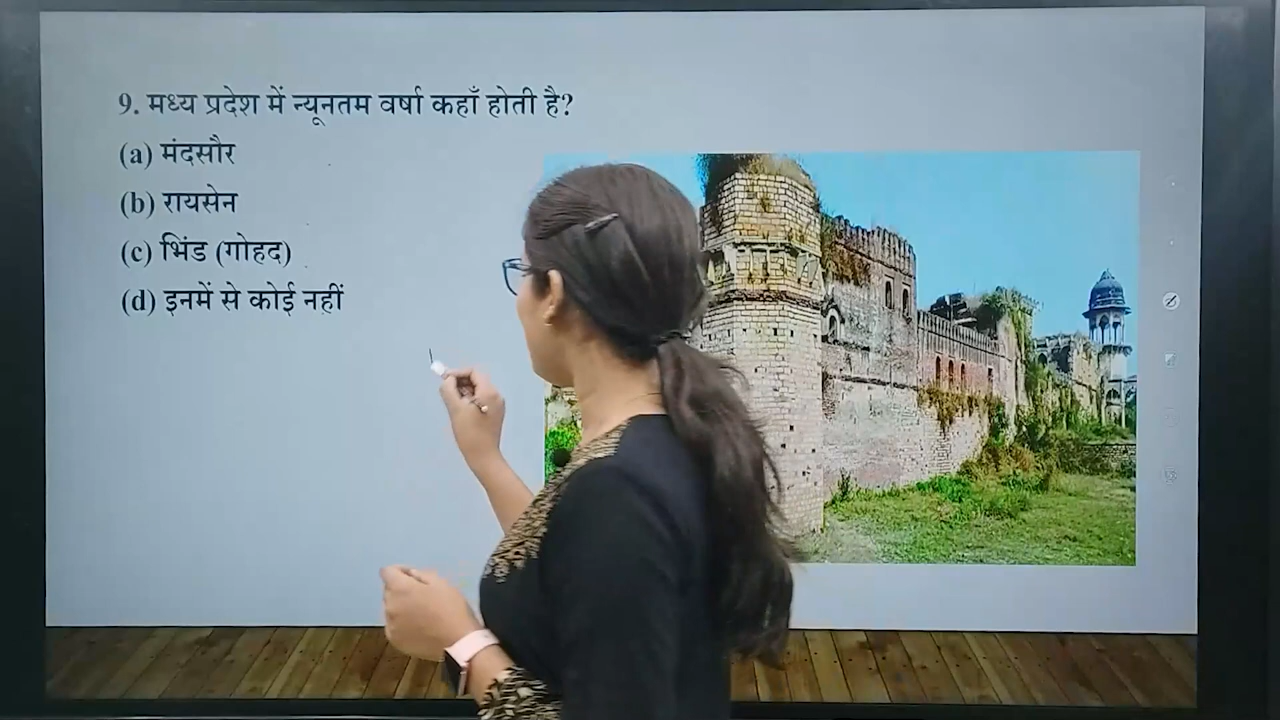 9. मध्य प्रदेश में न्यूनतम वर्षा कहाँ होती है?
(a) मंदसौर
(b) रायसेन
(c) भिंड (गोहद)
(d) इनमें से कोई नहीं